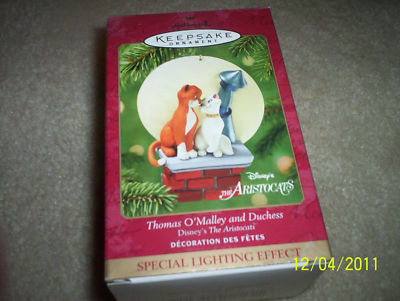 Hallmark
KEEPSAKE
ORNAMENT
Disney's
THE ARISTOCATS
Thomas O'Malley and Duchess
Disney's The Aristocats
DÉCORATION DES FÊTES
SPECIAL LIGHTING EFFECT
12/04/2011